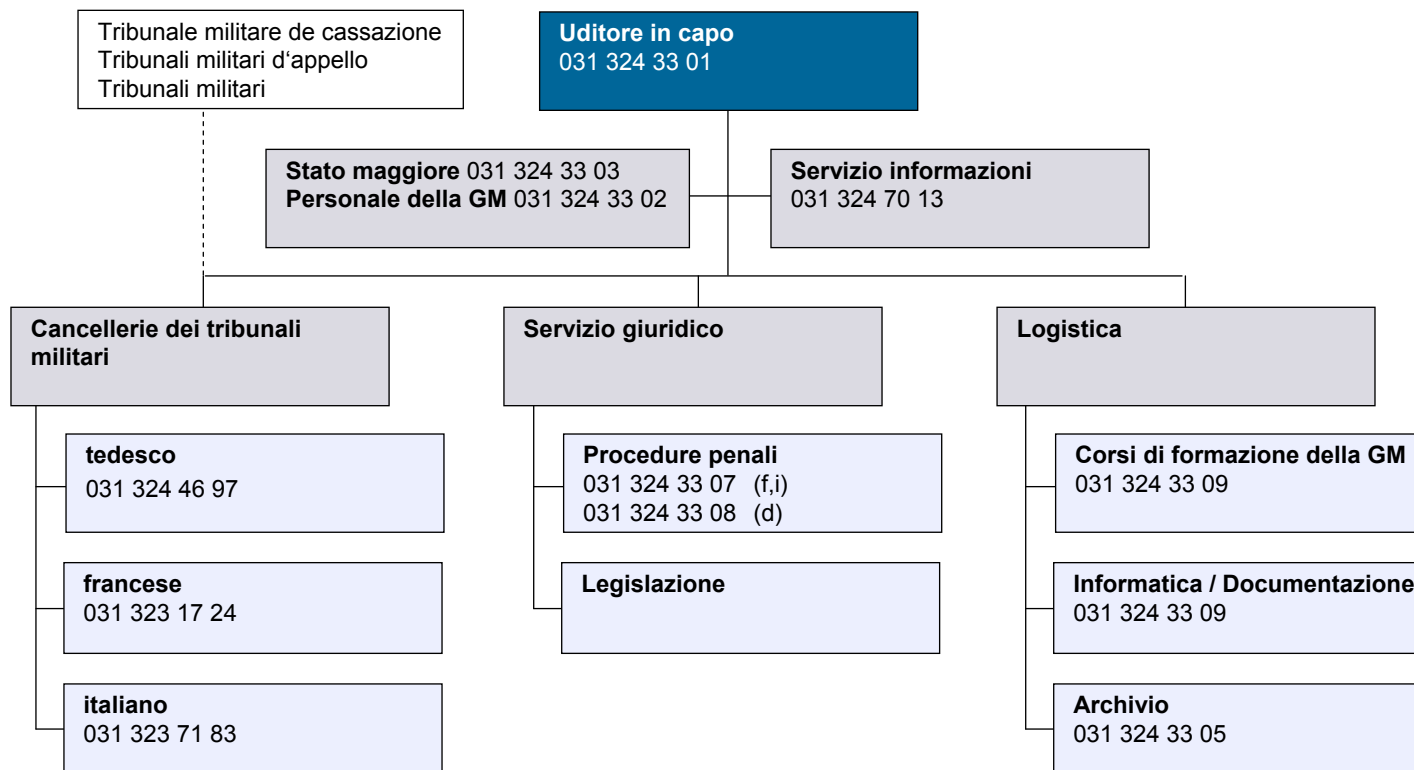 Tribunale militare de cassazione
Tribunali militari d‘appello
Tribunali militari
Uditore in capo
031 324 33 01
Stato maggiore 031 324 33 03
Personale della GM 031 324 33 02
Servizio informazioni
031 324 70 13
Cancellerie dei tribunali
militari
tedesco
031 324 46 97
francese
031 323 17 24
italiano
031 323 71 83
Servizio giuridico
Procedure penali
031 324 33 07 (f,i)
031 324 33 08 (d)
Legislazione
Logistica
Corsi di formazione della GM
031 324 33 09
Informatica / Documentazione
031 324 33 09
Archivio
031 324 33 05